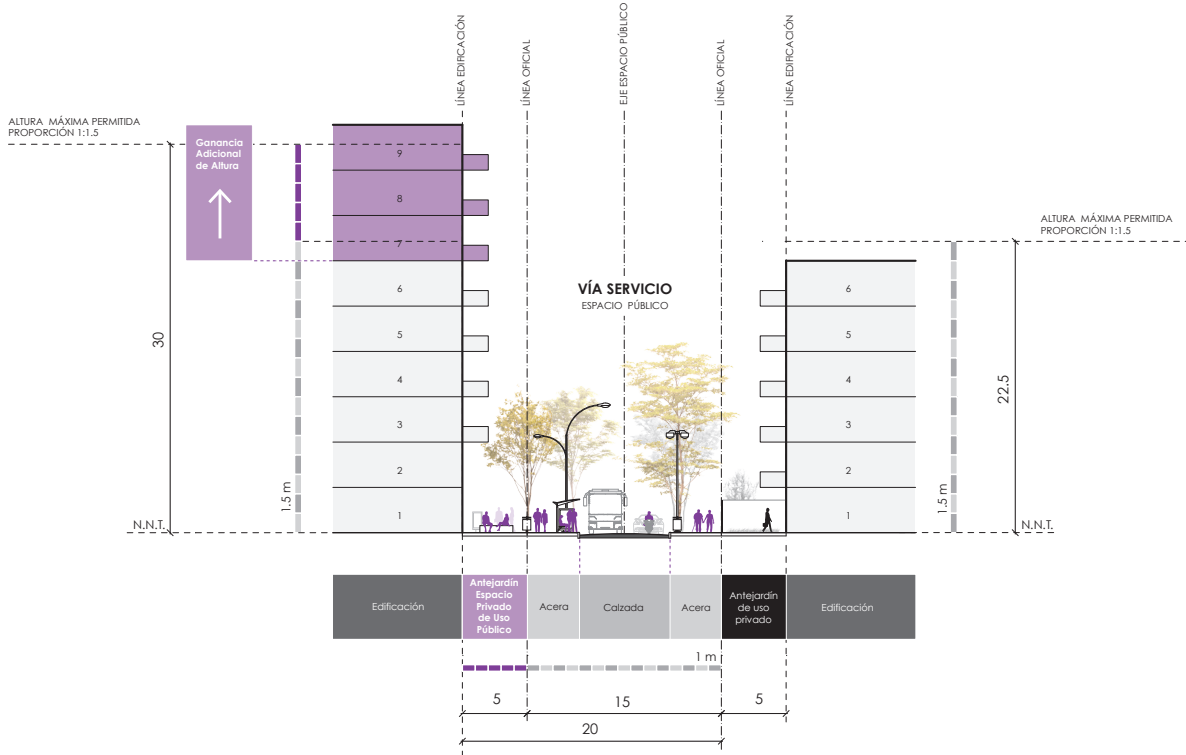 LÍNEA EDIFICACIÓN
LÍNEA OFICIAL
EJE ESPACIO PÚBLICO
LÍNEA OFICIAL
LÍNEA EDIFICACIÓN
ALTURA MÁXIMA PERMITIDA
PROPORCIÓN 1:1.5
Ganancia
Adicional
de Altura
9
8
7
6
5
4
3
2
1
30
1.5 m
N.N.T.
VÍA SERVICIO
ESPACIO PÚBLICO
ALTURA MÁXIMA PERMITIDA
PROPORCIÓN 1:1.5
6
5
4
3
2
1
22.5
1.5 m
N.N.T.
Edificación
Antejardín
Espacio
Privado
de Uso
Público
Acera
Calzada
Acera
Antejardín
de uso
privado
Edificación
1 m
5
15
5
20